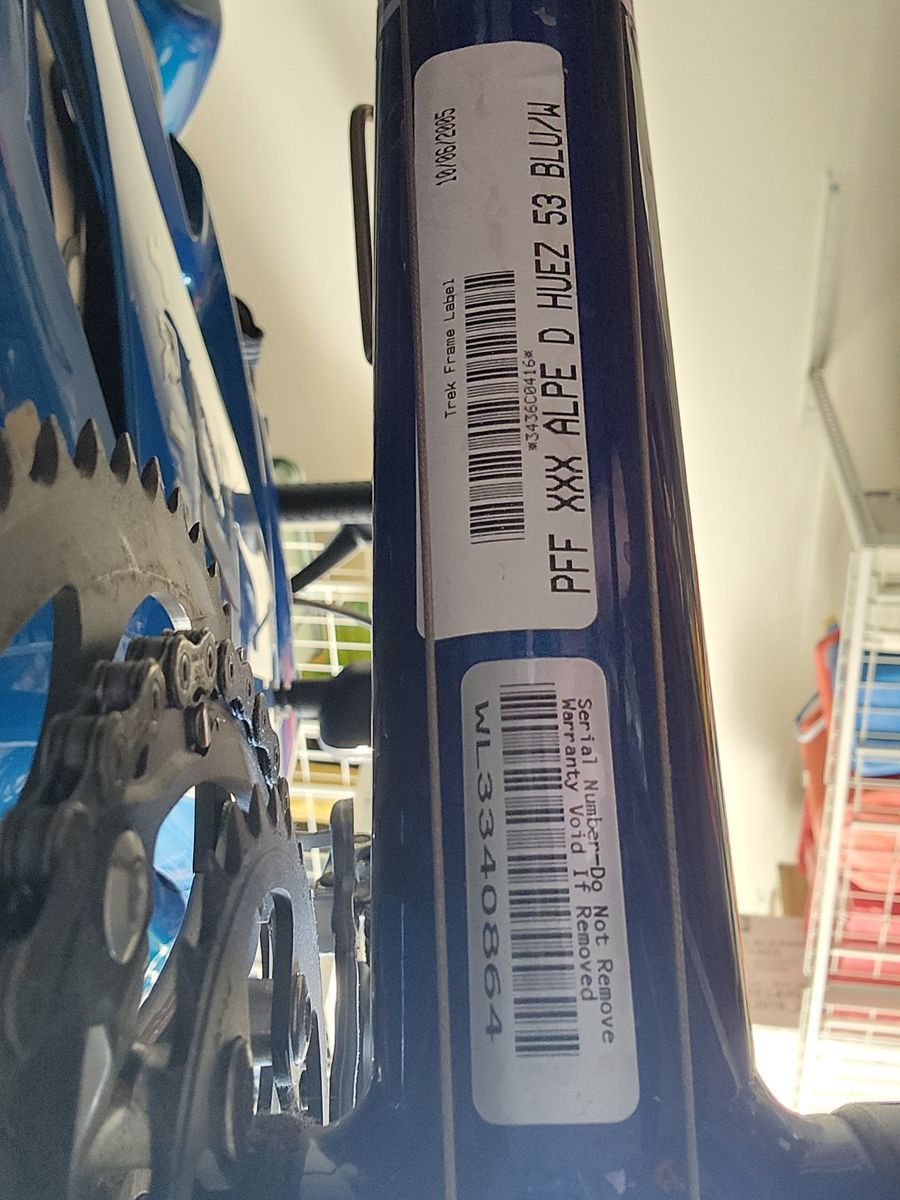 10/06/2005
Trek Frame Label
*3436C0416*
PFF XXX ALPE D HUEZ 53 BLU/W
Serial Number-Do Not Remove
Warranty Void If Removed
WL3340864